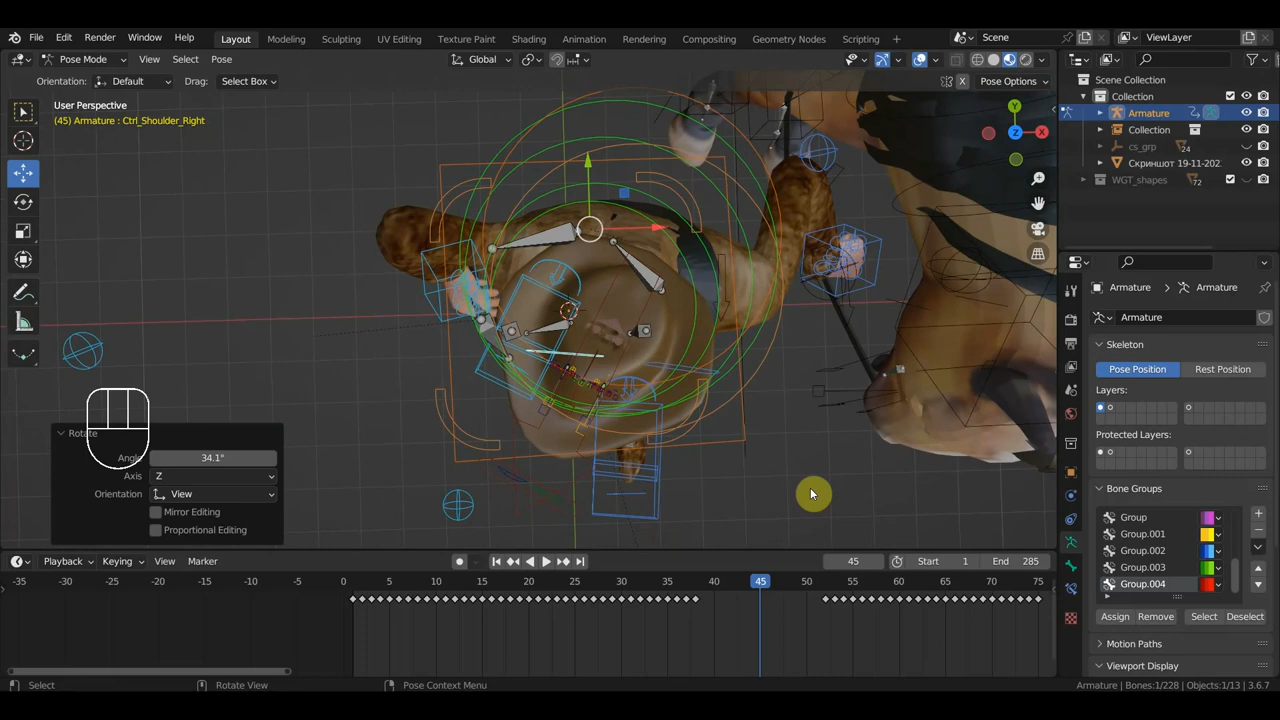 File Edit Render Window Help Layout Modeling Sculpting UV Editing Texture Paint Shading Animation Rendering Compositing Geometry Nodes Scripting + Scene ViewLayer
Pose Mode View Select Pose Global
Orientation: Default Drag: Select Box X Pose Options
User Perspective
(45) Armature : Ctrl_Shoulder_Right
Y
Z X
Scene Collection
Collection
Armature
Collection
cs_grp 24
Скриншот 19-11-202
WGT_shapes 72
Armature Armature
Armature
Skeleton
Pose Position Rest Position
Layers:
Protected Layers:
Bone Groups
Group
Group.001
Group.002
Group.003
Group.004
Assign Remove Select Deselect
Motion Paths
Viewport Display
Rotate
Angle 34.1°
Axis Z
Orientation View
Mirror Editing
Proportional Editing
Playback Keying View Marker 45 Start 1 End 285
-35 -30 -25 -20 -15 -10 -5 0 5 10 15 20 25 30 35 40 45 50 55 60 65 70 75
Select Rotate View Pose Context Menu Armature | Bones:1/228 | Objects:1/13 | 3.6.7